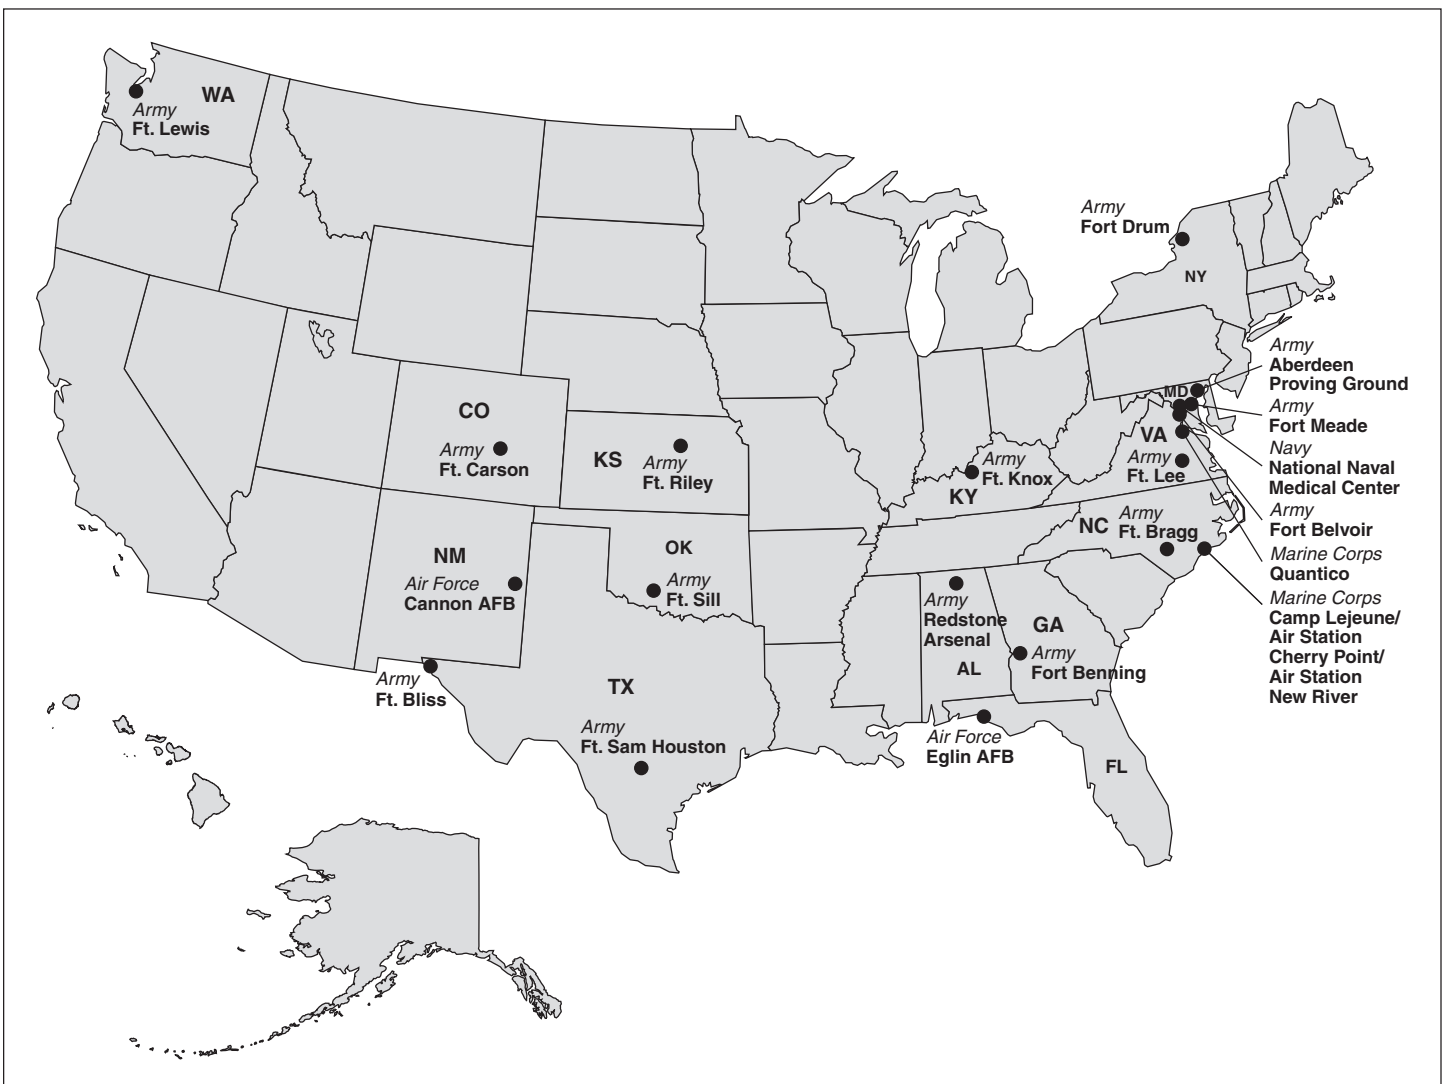 WA
Army
Ft. Lewis
Army
Fort Drum
NY
Army
Aberdeen
Proving Ground
MD
Army
Fort Meade
CO
Army
Ft. Carson
KS
Army
Ft. Riley
Army
Ft. Knox
KY
VA
Army
Ft. Lee
Navy
National Naval
Medical Center
Army
Fort Belvoir
Marine Corps
Quantico
Marine Corps
Camp Lejeune/
Air Station
Cherry Point/
Air Station
New River
NC
Army
Ft. Bragg
NM
Air Force
Cannon AFB
OK
Army
Ft. Sill
Army
Redstone
Arsenal
AL
GA
Army
Fort Benning
Army
Ft. Bliss
TX
Army
Ft. Sam Houston
Air Force
Eglin AFB
FL